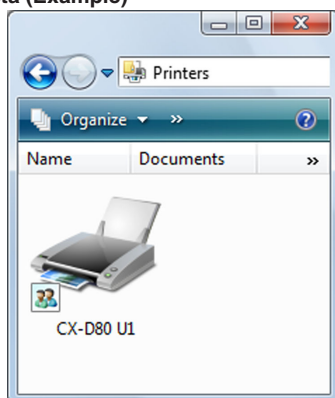 ta (Example)
Printers
Organize »
?
Name Documents »
CX-D80 U1